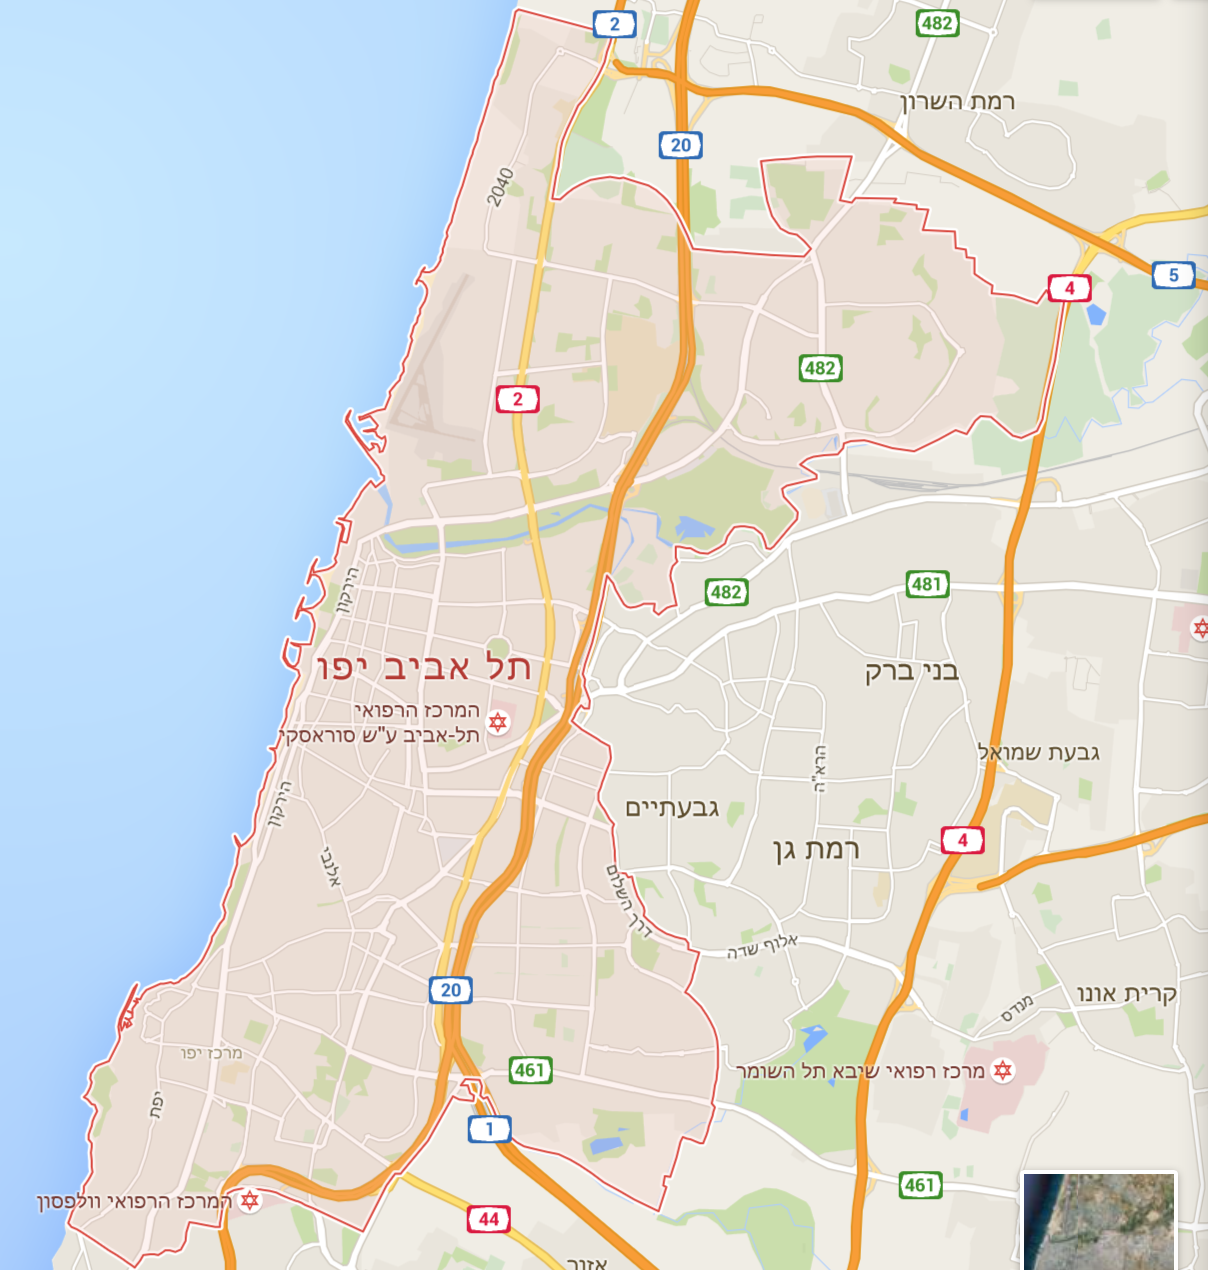 2
482
רמת השרון
20
2040
5
4
482
2
הירקון
482
481
תל אביב יפו
בני ברק
המרכז הרפואי
תל-אביב ע"ש סוראסקי
גבעת שמואל
הרא"ה
הירקון
גבעתיים
רמת גן
4
אלנבי
דרך השלום
אלוף שדה
20
קרית אונו
מנדס
מרכז יפו
461
מרכז רפואי שיבא תל השומר
יפת
1
461
המרכז הרפואי וולפסון
44
אזור